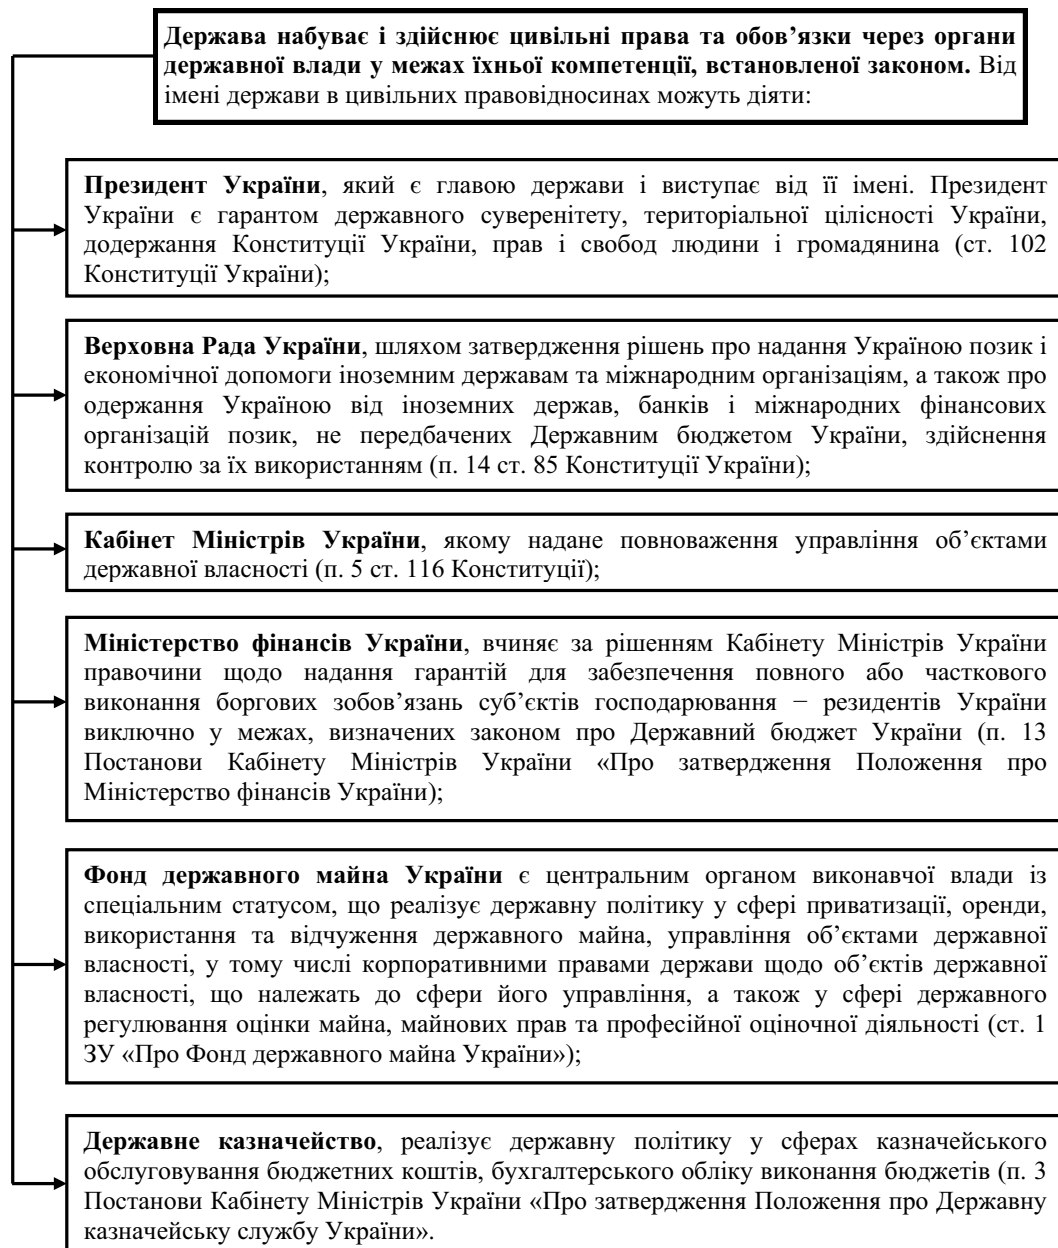 Держава набуває і здійснює цивільні права та обов’язки через органи
державної влади у межах їхньої компетенції, встановленої законом. Від
імені держави в цивільних правовідносинах можуть діяти:
Президент України, який є главою держави і виступає від її імені. Президент
України є гарантом державного суверенітету, територіальної цілісності України,
додержання Конституції України, прав і свобод людини і громадянина (ст. 102
Конституції України);
Верховна Рада України, шляхом затвердження рішень про надання Україною позик і
економічної допомоги іноземним державам та міжнародним організаціям, а також про
одержання Україною від іноземних держав, банків і міжнародних фінансових
організацій позик, не передбачених Державним бюджетом України, здійснення
контролю за їх використанням (п. 14 ст. 85 Конституції України);
Кабінет Міністрів України, якому надане повноваження управління об’єктами
державної власності (п. 5 ст. 116 Конституції);
Міністерство фінансів України, вчиняє за рішенням Кабінету Міністрів України
правочини щодо надання гарантій для забезпечення повного або часткового
виконання боргових зобов’язань суб’єктів господарювання − резидентів України
виключно у межах, визначених законом про Державний бюджет України (п. 13
Постанови Кабінету Міністрів України «Про затвердження Положення про
Міністерство фінансів України);
Фонд державного майна України є центральним органом виконавчої влади із
спеціальним статусом, що реалізує державну політику у сфері приватизації, оренди,
використання та відчуження державного майна, управління об’єктами державної
власності, у тому числі корпоративними правами держави щодо об’єктів державної
власності, що належать до сфери його управління, а також у сфері державного
регулювання оцінки майна, майнових прав та професійної оціночної діяльності (ст. 1
ЗУ «Про Фонд державного майна України»);
Державне казначейство, реалізує державну політику у сферах казначейського
обслуговування бюджетних коштів, бухгалтерського обліку виконання бюджетів (п. 3
Постанови Кабінету Міністрів України «Про затвердження Положення про Державну
казначейську службу України».